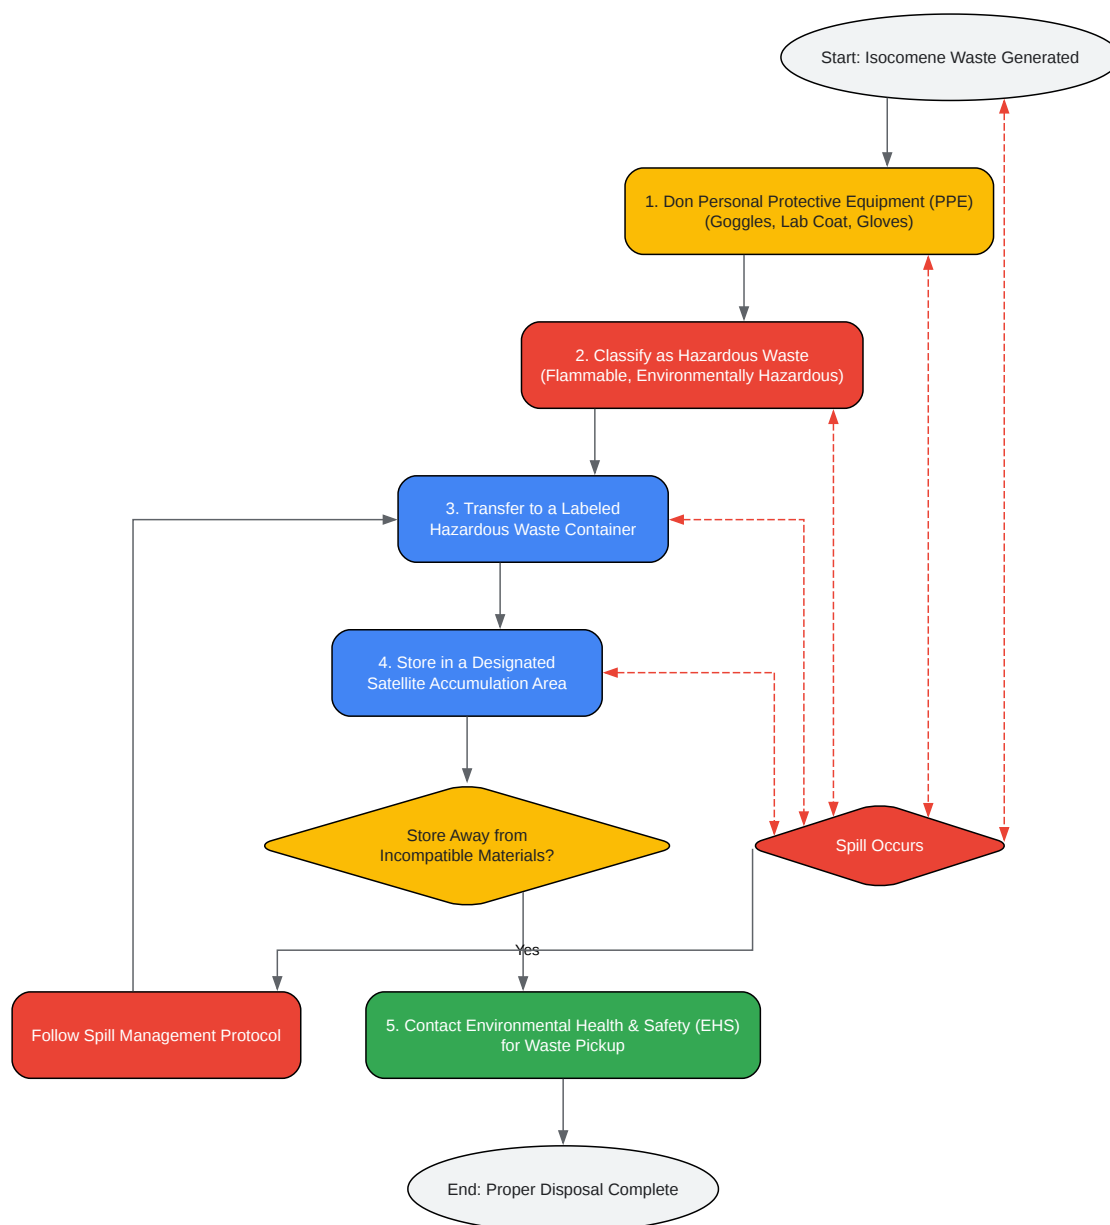 Start: Isocomene Waste Generated
1. Don Personal Protective Equipment (PPE)
(Goggles, Lab Coat, Gloves)
2. Classify as Hazardous Waste
(Flammable, Environmentally Hazardous)
3. Transfer to a Labeled
Hazardous Waste Container
4. Store in a Designated
Satellite Accumulation Area
Store Away from
Incompatible Materials?
Spill Occurs
Yes
Follow Spill Management Protocol
5. Contact Environmental Health & Safety (EHS)
for Waste Pickup
End: Proper Disposal Complete